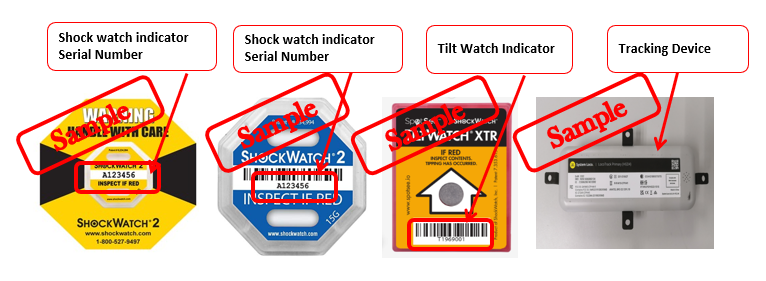 Shock watch indicator
Serial Number
Shock watch indicator
Serial Number
Tilt Watch Indicator
Tracking Device
Sample
WARNING
HANDLE WITH CARE
A123456
INSPECT IF RED
SHOCKWATCH 2
www.shockwatch.com
1-800-527-9497
Sample
SHOCKWATCH 2
A123456
INSPECT IF RED
15G
www.shockwatch.com
Sample
SHOCKWATCH
WATCH XTR
IF RED
INSPECT CONTENTS.
TIPPING HAS OCCURRED.
www.spotsee.io
T1969001
Sample